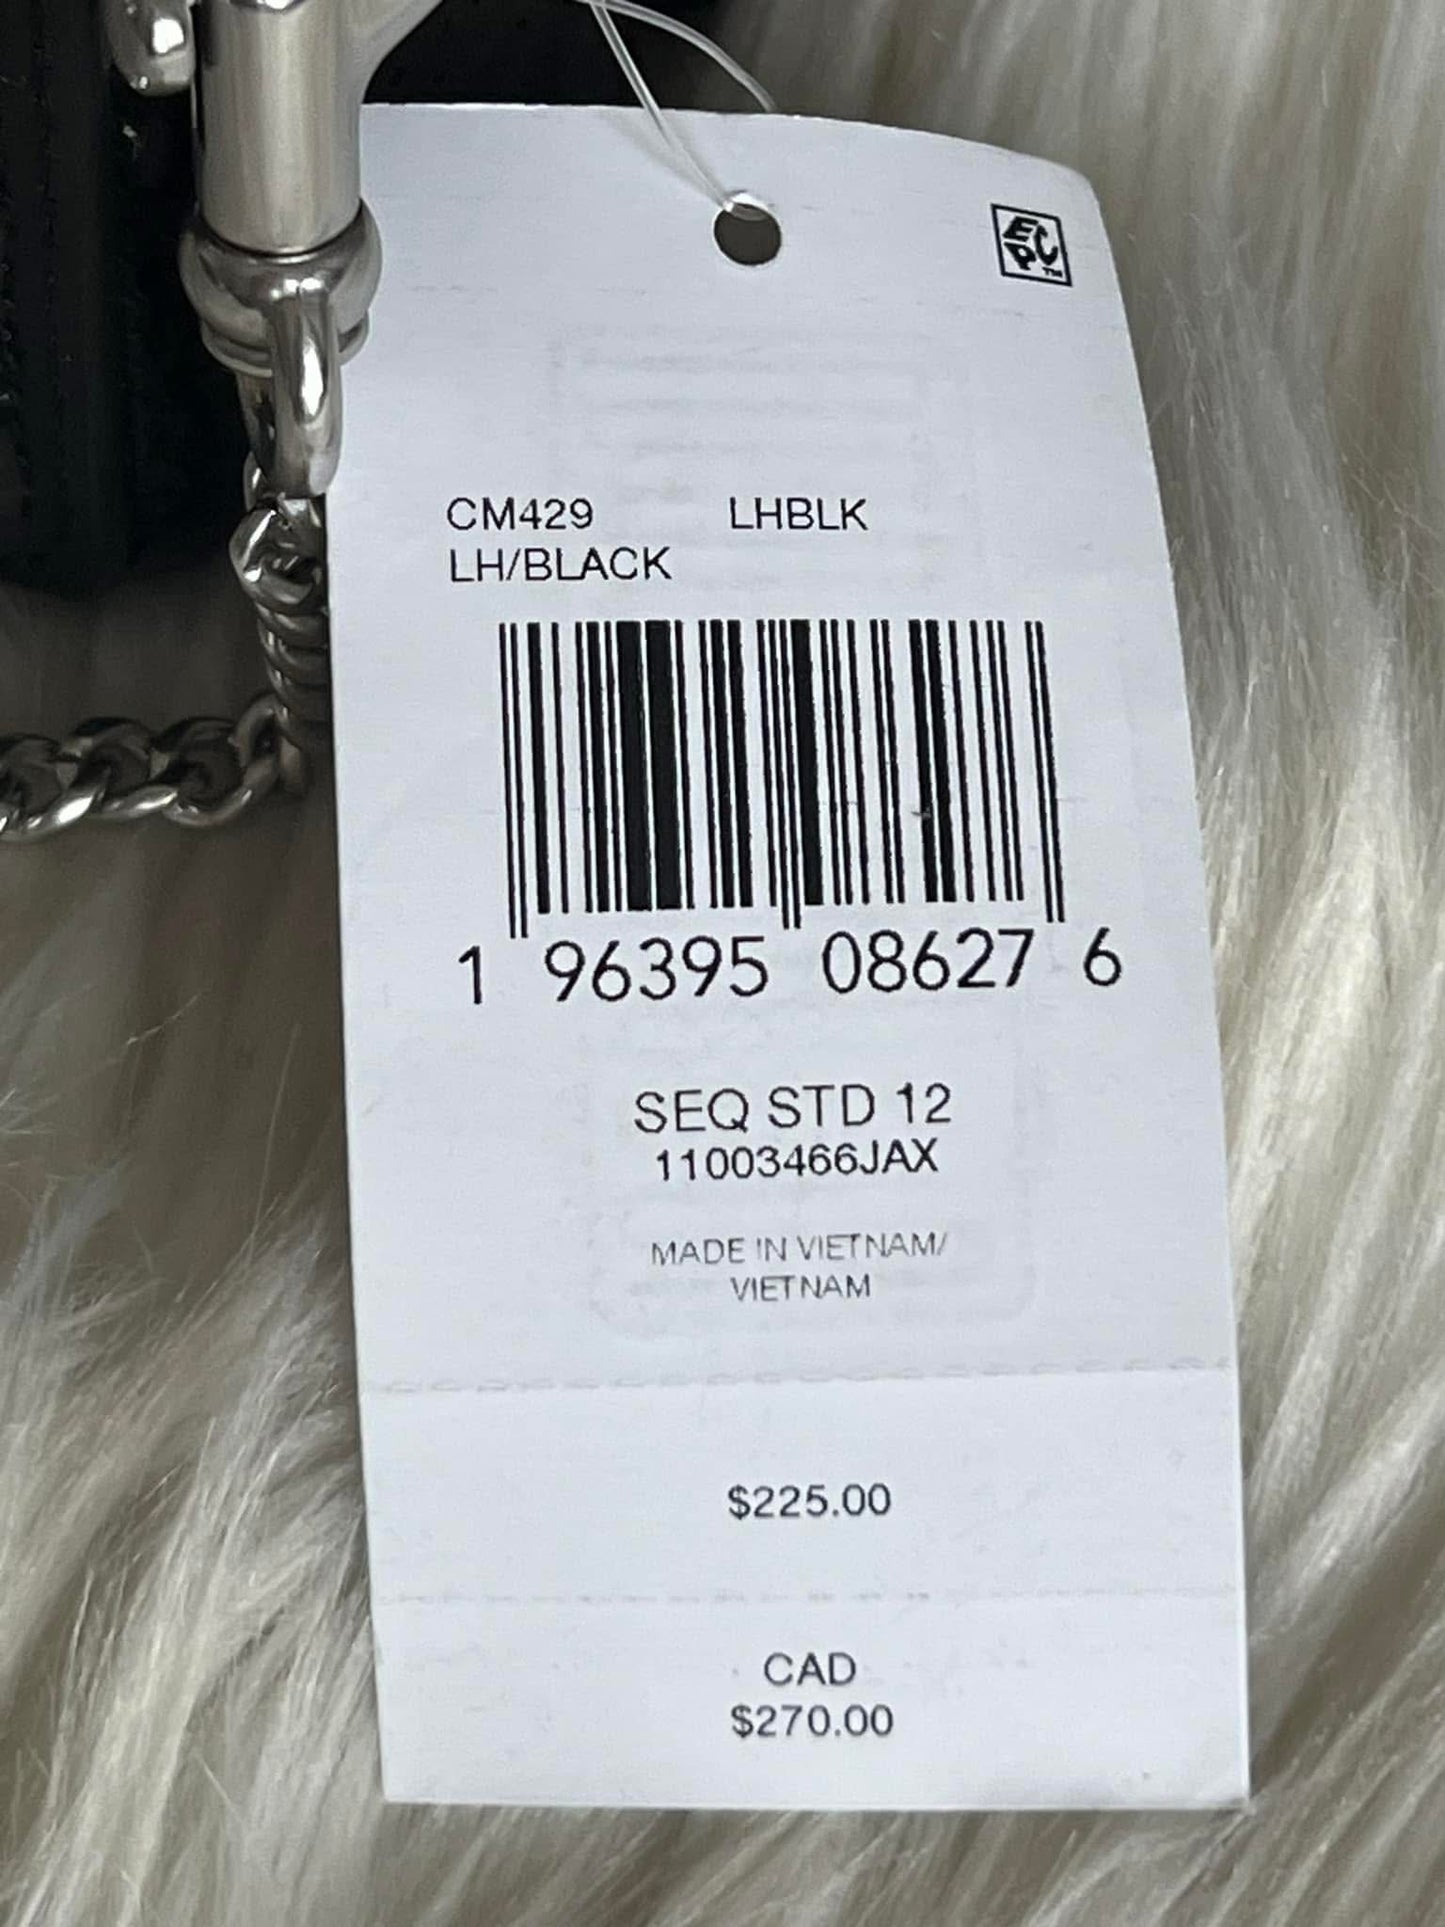 EPC™
CM429 LHBLK
LH/BLACK
1 96395 08627 6
SEQ STD 12
11003466JAX
MADE IN VIETNAM/
VIETNAM
$225.00
CAD
$270.00